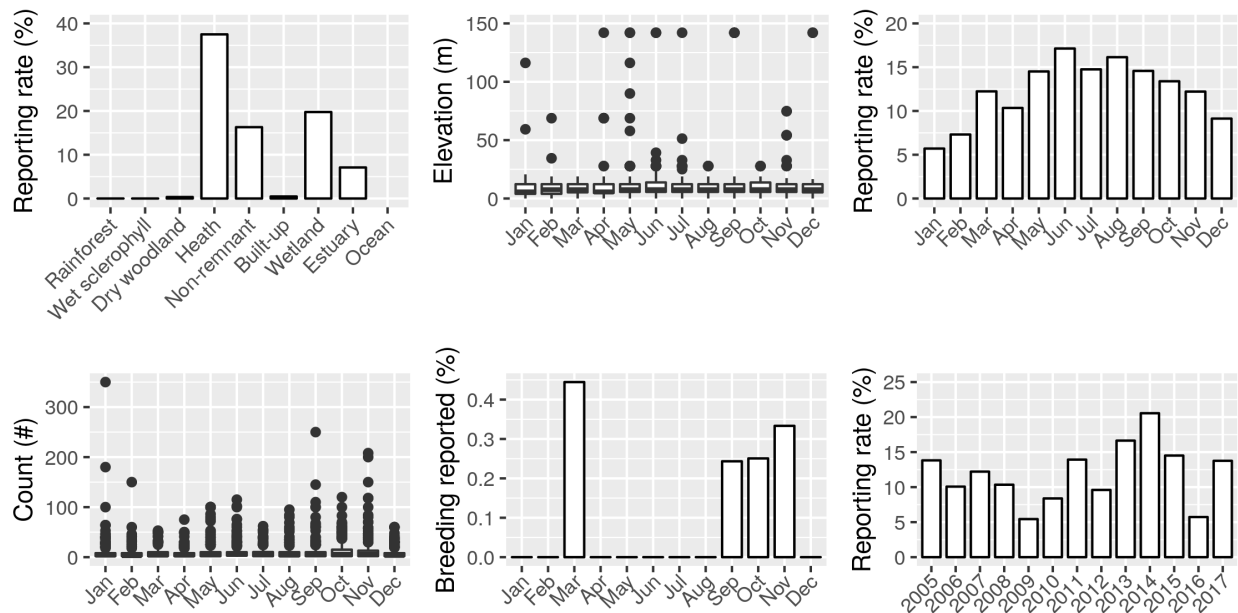 Reporting rate (%)
40
30
20
10
0
Rainforest
Wet sclerophyll
Dry woodland
Heath
Non-remnant
Built-up
Wetland
Estuary
Ocean
Elevation (m)
150
100
50
0
Jan
Feb
Mar
Apr
May
Jun
Jul
Aug
Sep
Oct
Nov
Dec
Reporting rate (%)
20
15
10
5
0
Jan
Feb
Mar
Apr
May
Jun
Jul
Aug
Sep
Oct
Nov
Dec
Count (#)
300
200
100
0
Jan
Feb
Mar
Apr
May
Jun
Jul
Aug
Sep
Oct
Nov
Dec
Breeding reported (%)
0.4
0.3
0.2
0.1
0.0
Jan
Feb
Mar
Apr
May
Jun
Jul
Aug
Sep
Oct
Nov
Dec
Reporting rate (%)
25
20
15
10
5
0
2005
2006
2007
2008
2009
2010
2011
2012
2013
2014
2015
2016
2017